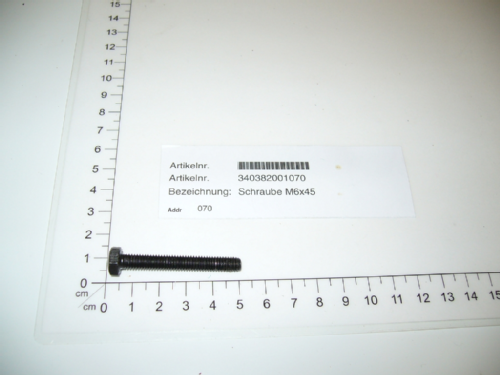 15
14
13
12
11
10
9
8
7
6
5
4
3
2
1
0
cm
cm
0 1 2 3 4 5 6 7 8 9 10 11 12 13 14 15
Artikelnr.
Artikelnr. 340382001070
Bezeichnung: Schraube M6x45
Addr 070